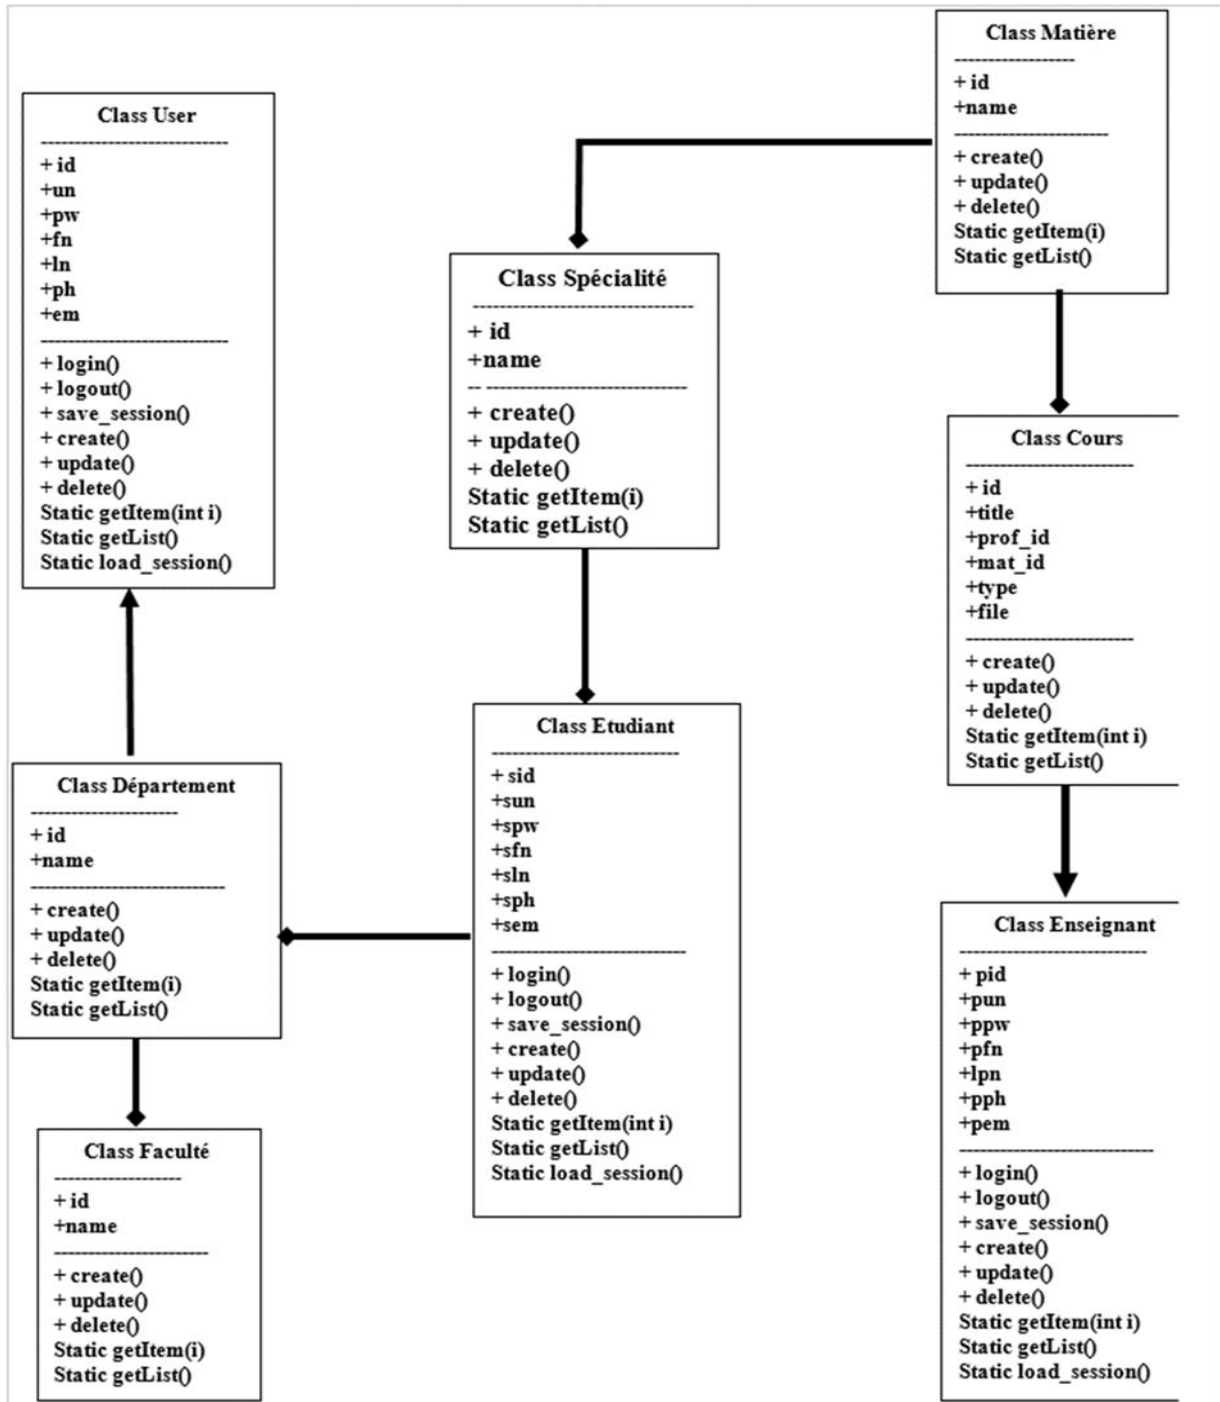 Class User
+ id
+un
+pw
+fn
+ln
+ph
+em
+ login()
+ logout()
+ save_session()
+ create()
+ update()
+ delete()
Static getItem(int i)
Static getList()
Static load_session()
Class Département
+ id
+name
+ create()
+ update()
+ delete()
Static getItem(i)
Static getList()
Class Faculté
+ id
+name
+ create()
+ update()
+ delete()
Static getItem(i)
Static getList()
Class Spécialité
+ id
+name
+ create()
+ update()
+ delete()
Static getItem(i)
Static getList()
Class Etudiant
+ sid
+sun
+spw
+sfn
+sln
+sph
+sem
+ login()
+ logout()
+ save_session()
+ create()
+ update()
+ delete()
Static getItem(int i)
Static getList()
Static load_session()
Class Matière
+ id
+name
+ create()
+ update()
+ delete()
Static getItem(i)
Static getList()
Class Cours
+ id
+title
+prof_id
+mat_id
+type
+file
+ create()
+ update()
+ delete()
Static getItem(int i)
Static getList()
Class Enseignant
+ pid
+pun
+ppw
+pfn
+lpn
+pph
+pem
+ login()
+ logout()
+ save_session()
+ create()
+ update()
+ delete()
Static getItem(int i)
Static getList()
Static load_session()